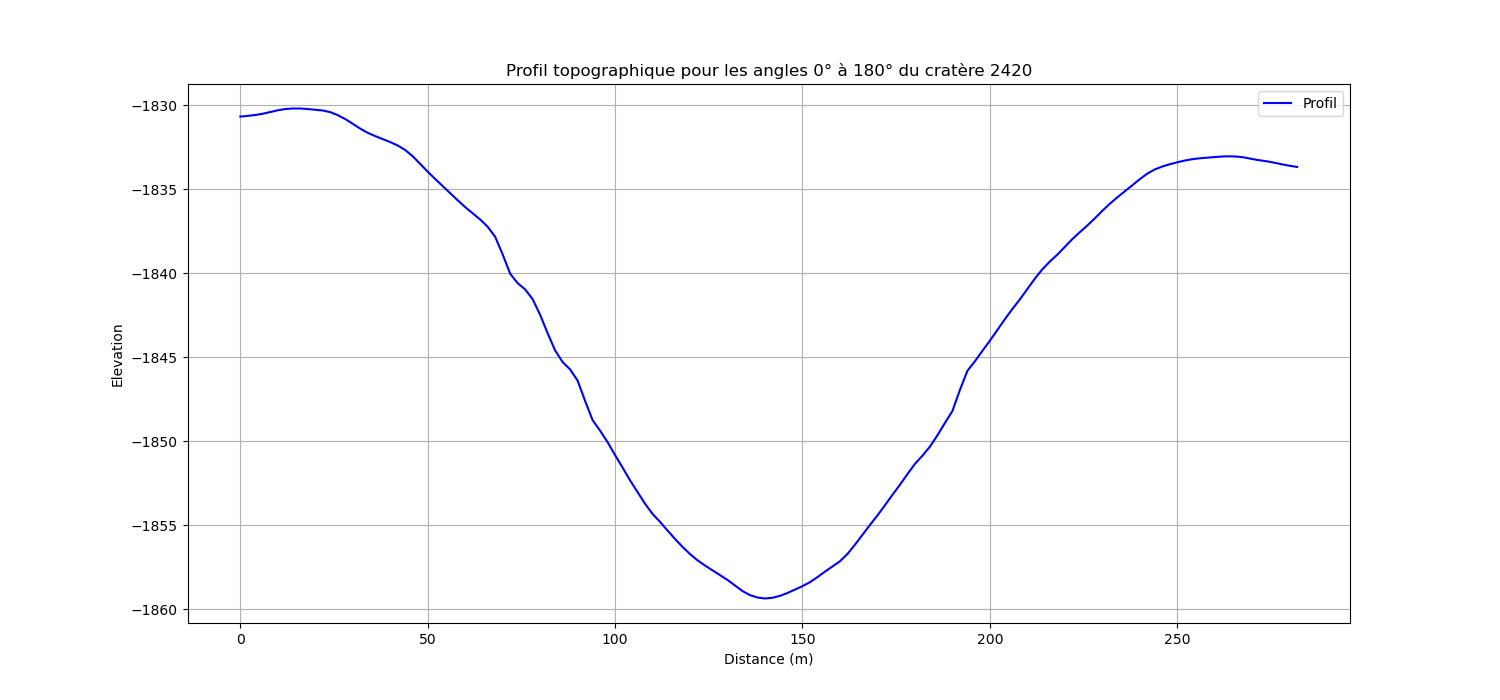 Profil topographique pour les angles 0° à 180° du cratère 2420
Profil
−1830
−1835
−1840
−1845
−1850
−1855
−1860
Elevation
0 50 100 150 200 250
Distance (m)